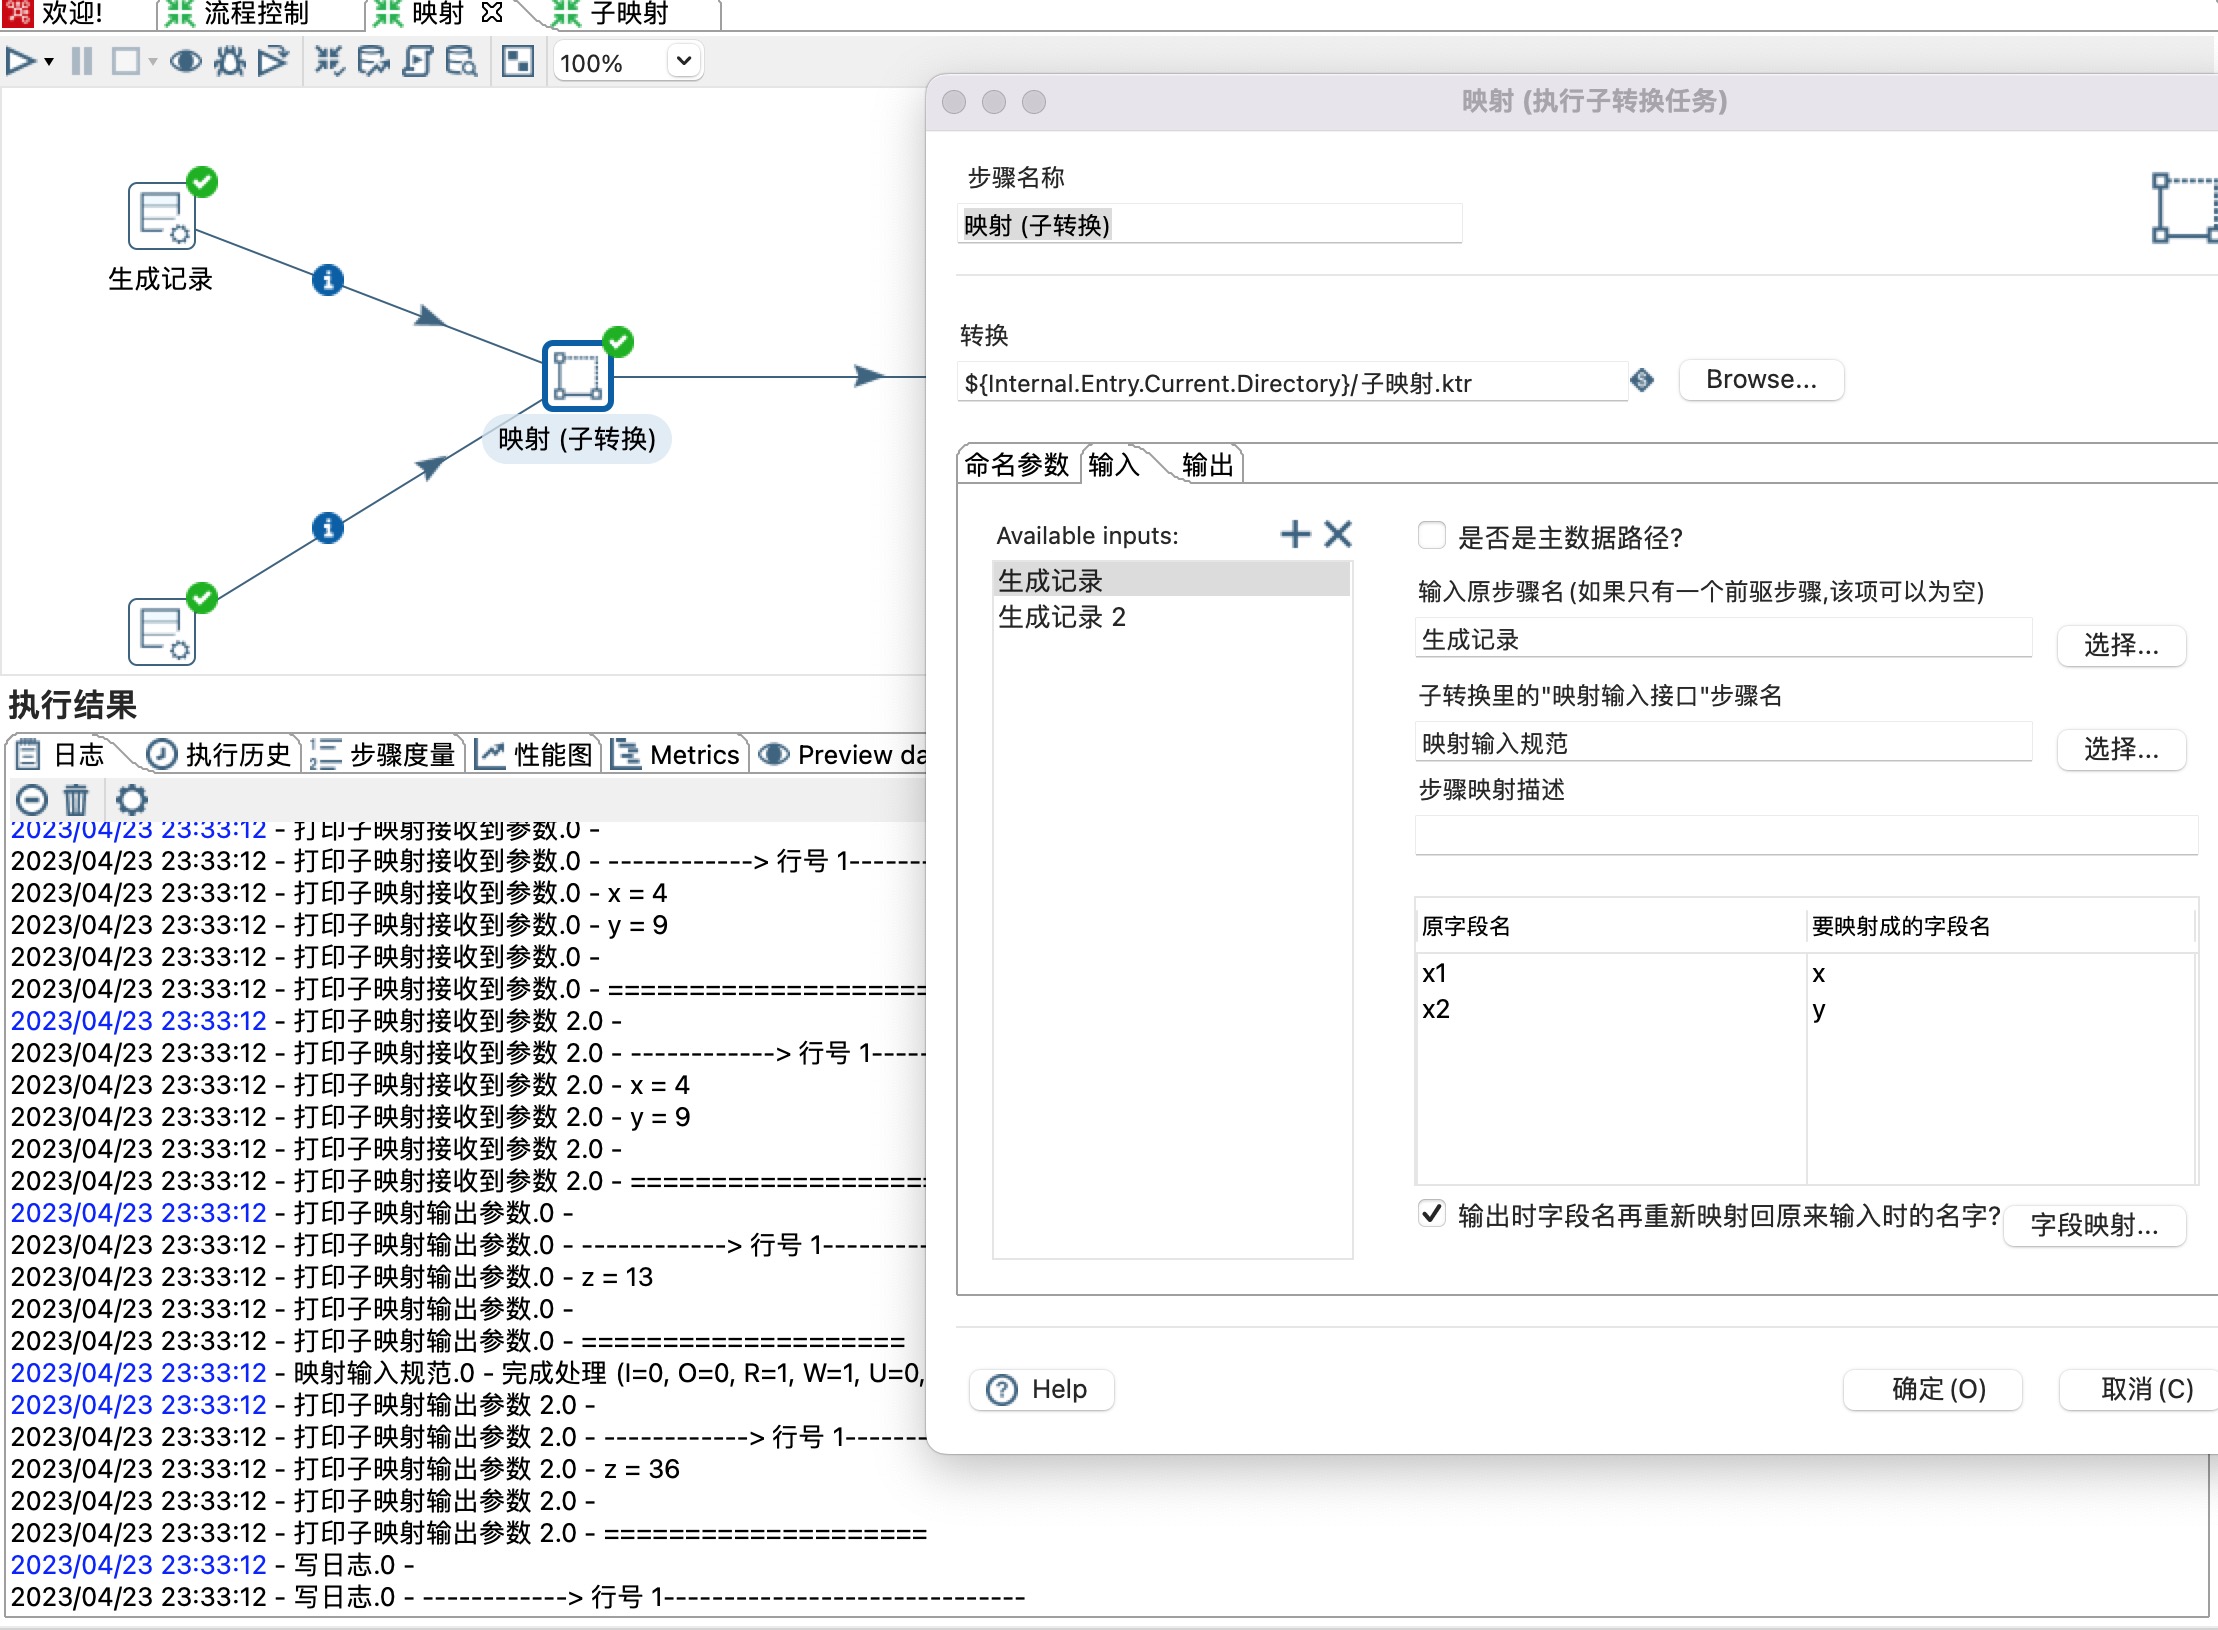 欢迎!
流程控制
映射
子映射
100%
生成记录
映射 (子转换)
映射 (执行子转换任务)
步骤名称
映射 (子转换)
转换
${Internal.Entry.Current.Directory}/子映射.ktr
Browse...
命名参数
输入
输出
Available inputs:
生成记录
生成记录 2
是否是主数据路径?
输入原步骤名(如果只有一个前驱步骤,该项可以为空)
生成记录
选择...
子转换里的"映射输入接口"步骤名
映射输入规范
选择...
步骤映射描述
原字段名 要映射成的字段名
x1 x
x2 y
输出时字段名再重新映射回原来输入时的名字?
字段映射...
Help
确定(O)
取消(C)
执行结果
日志
执行历史
步骤度量
性能图
Metrics
Preview da
2023/04/23 23:33:12 - 打印子映射接收到参数.0 -
2023/04/23 23:33:12 - 打印子映射接收到参数.0 - ------------> 行号 1-------
2023/04/23 23:33:12 - 打印子映射接收到参数.0 - x = 4
2023/04/23 23:33:12 - 打印子映射接收到参数.0 - y = 9
2023/04/23 23:33:12 - 打印子映射接收到参数.0 -
2023/04/23 23:33:12 - 打印子映射接收到参数.0 - ====================
2023/04/23 23:33:12 - 打印子映射接收到参数 2.0 -
2023/04/23 23:33:12 - 打印子映射接收到参数 2.0 - ------------> 行号 1-----
2023/04/23 23:33:12 - 打印子映射接收到参数 2.0 - x = 4
2023/04/23 23:33:12 - 打印子映射接收到参数 2.0 - y = 9
2023/04/23 23:33:12 - 打印子映射接收到参数 2.0 -
2023/04/23 23:33:12 - 打印子映射接收到参数 2.0 - ===================
2023/04/23 23:33:12 - 打印子映射输出参数.0 -
2023/04/23 23:33:12 - 打印子映射输出参数.0 - ------------> 行号 1---------
2023/04/23 23:33:12 - 打印子映射输出参数.0 - z = 13
2023/04/23 23:33:12 - 打印子映射输出参数.0 -
2023/04/23 23:33:12 - 打印子映射输出参数.0 - ====================
2023/04/23 23:33:12 - 映射输入规范.0 - 完成处理 (I=0, O=0, R=1, W=1, U=0,
2023/04/23 23:33:12 - 打印子映射输出参数 2.0 -
2023/04/23 23:33:12 - 打印子映射输出参数 2.0 - ------------> 行号 1-------
2023/04/23 23:33:12 - 打印子映射输出参数 2.0 - z = 36
2023/04/23 23:33:12 - 打印子映射输出参数 2.0 -
2023/04/23 23:33:12 - 打印子映射输出参数 2.0 - ====================
2023/04/23 23:33:12 - 写日志.0 -
2023/04/23 23:33:12 - 写日志.0 - ------------> 行号 1------------------------------